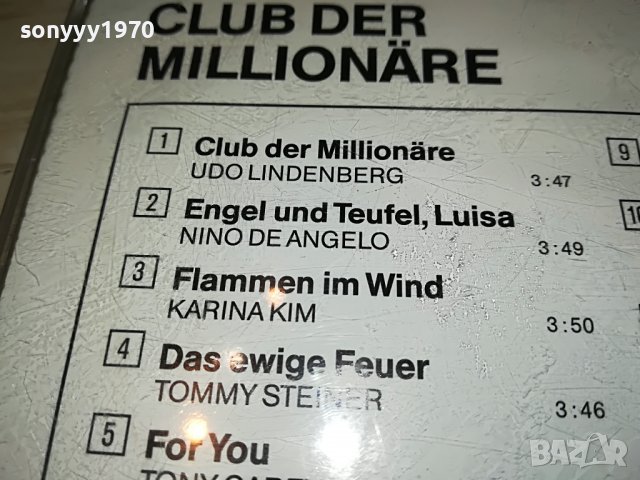 sonyyy1970
CLUB DER
MILLIONÄRE
1 Club der Millionäre
UDO LINDENBERG 3:47
2 Engel und Teufel, Luisa
NINO DE ANGELO 3:49
3 Flammen im Wind
KARINA KIM 3:50
4 Das ewige Feuer
TOMMY STEINER 3:46
5 For You
TONY
9
10
BAZAR